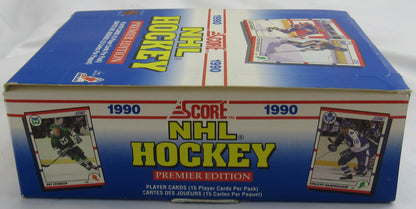 1990
NHL
HOCKEY
PREMIER EDITION
1990
1990
SCORE
1990
NHL®
HOCKEY
PREMIER EDITION
PLAYER CARDS (15 Player Cards Per Pack)
CARTES DES JOUEURS (15 Cartes Par Paquet)